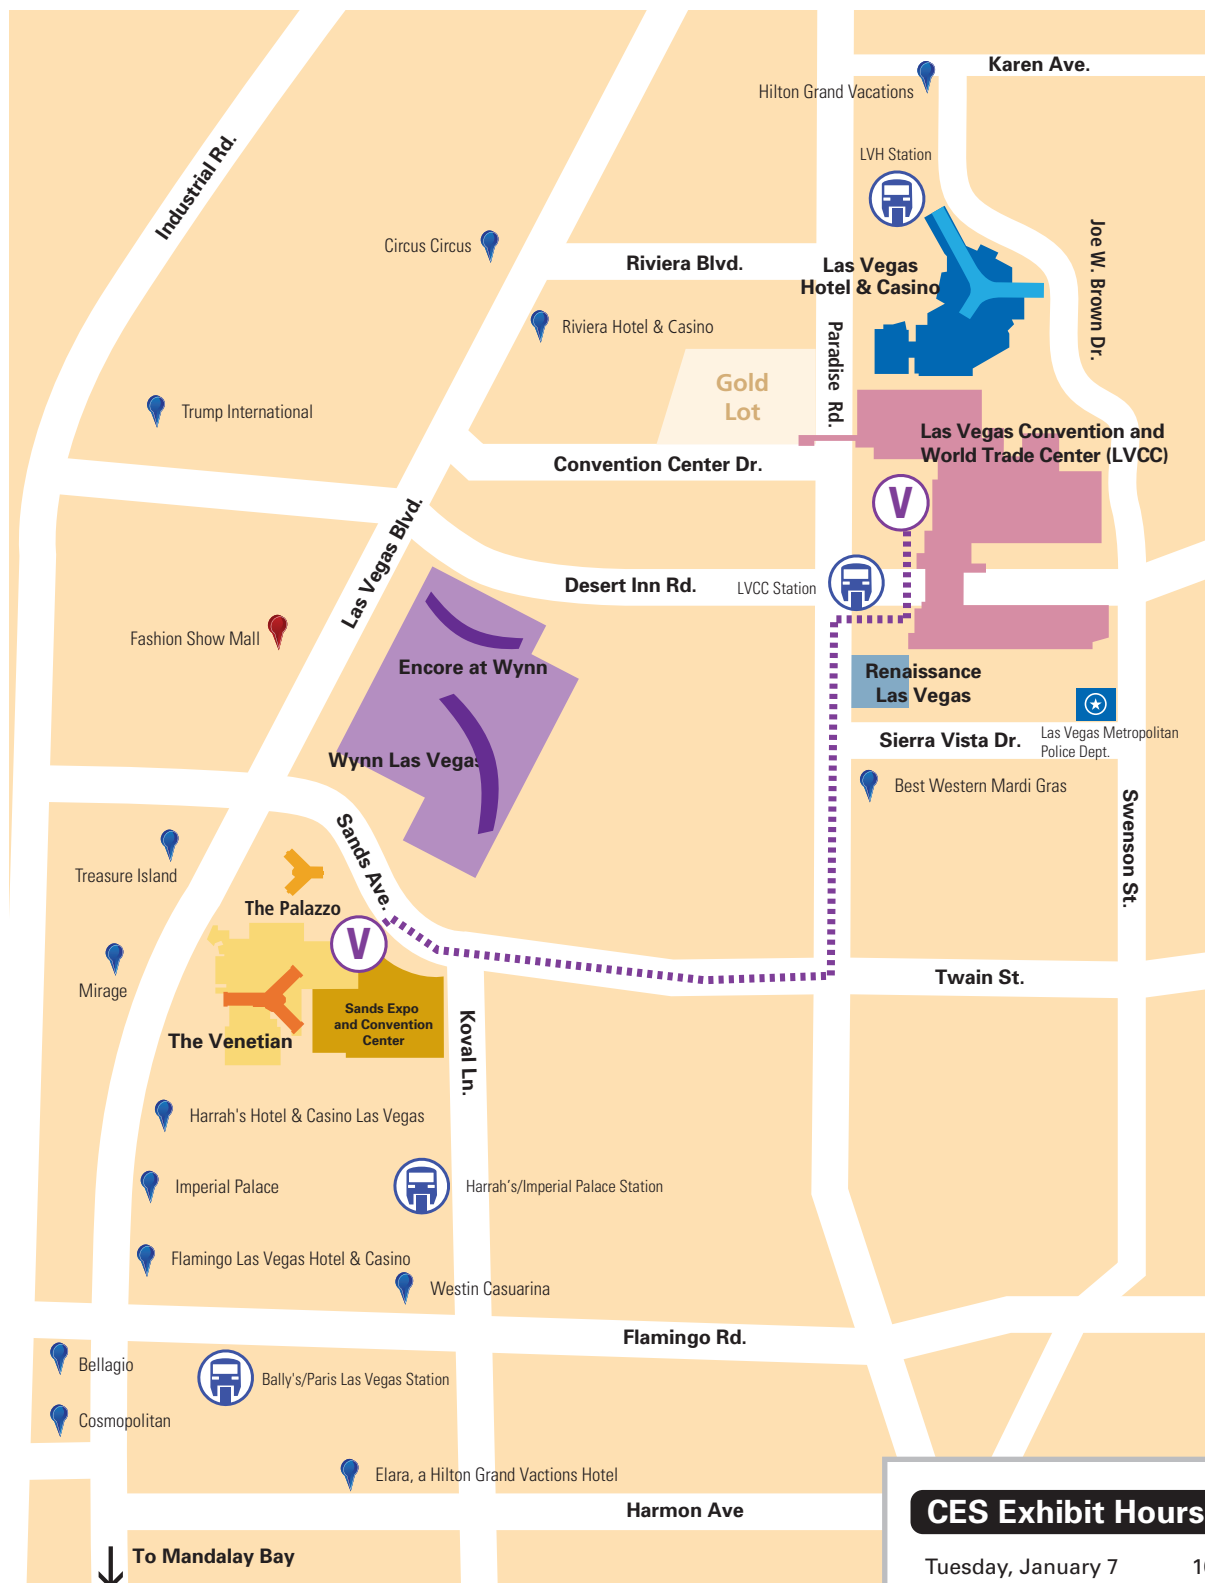 Karen Ave.
Hilton Grand Vacations
LVH Station
Industrial Rd.
Joe W. Brown Dr.
Circus Circus
Riviera Blvd.
Las Vegas
Hotel & Casino
Riviera Hotel & Casino
Paradise Rd.
Gold
Lot
Trump International
Las Vegas Convention and
World Trade Center (LVCC)
Convention Center Dr.
V
Las Vegas Blvd.
Desert Inn Rd.
LVCC Station
Fashion Show Mall
Encore at Wynn
Renaissance
Las Vegas
Las Vegas Metropolitan
Police Dept.
Sierra Vista Dr.
Wynn Las Vegas
Best Western Mardi Gras
Swenson St.
Sands Ave.
Treasure Island
The Palazzo
V
Mirage
Twain St.
Sands Expo
and Convention
Center
Koval Ln.
The Venetian
Harrah's Hotel & Casino Las Vegas
Imperial Palace
Harrah's/Imperial Palace Station
Flamingo Las Vegas Hotel & Casino
Westin Casuarina
Flamingo Rd.
Bellagio
Bally's/Paris Las Vegas Station
Cosmopolitan
Elara, a Hilton Grand Vactions Hotel
Harmon Ave
CES Exhibit Hours
To Mandalay Bay
Tuesday, January 7